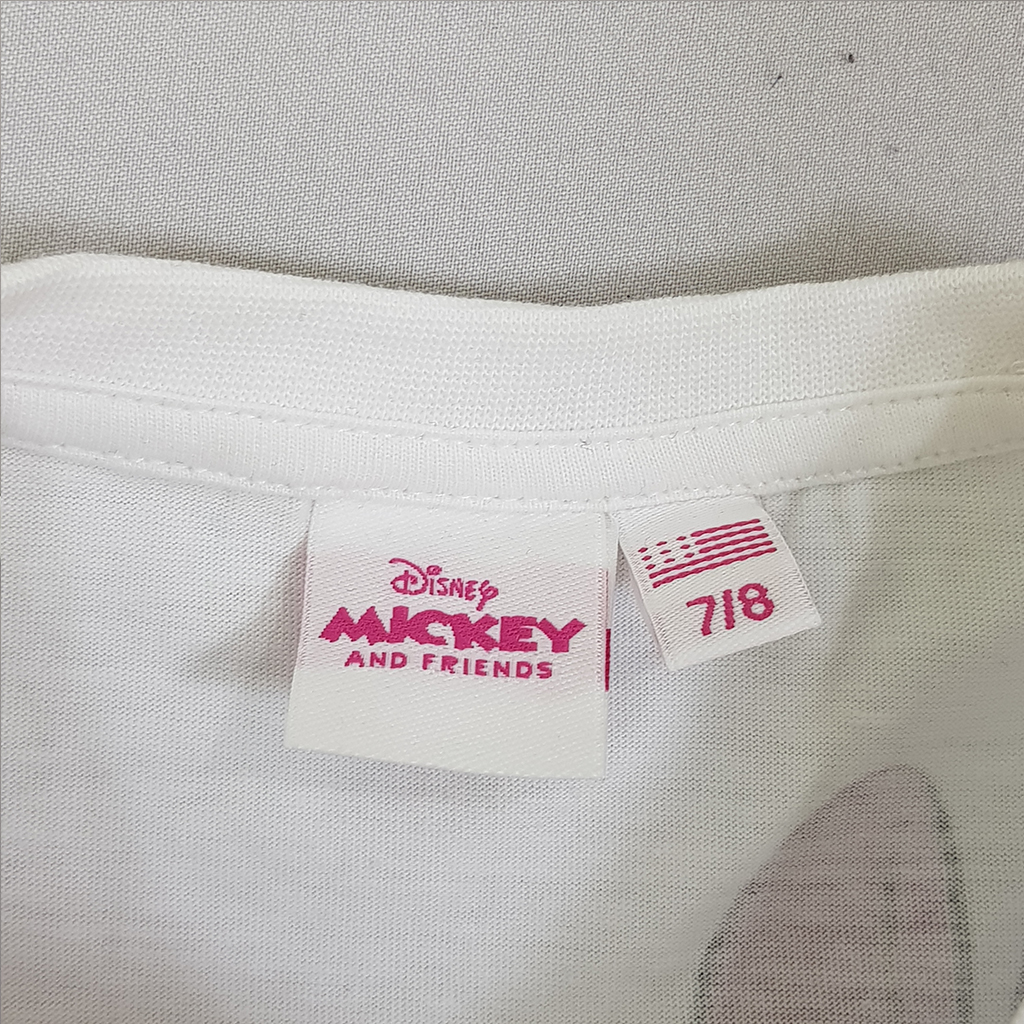 Disney
MICKEY
AND FRIENDS
7/8